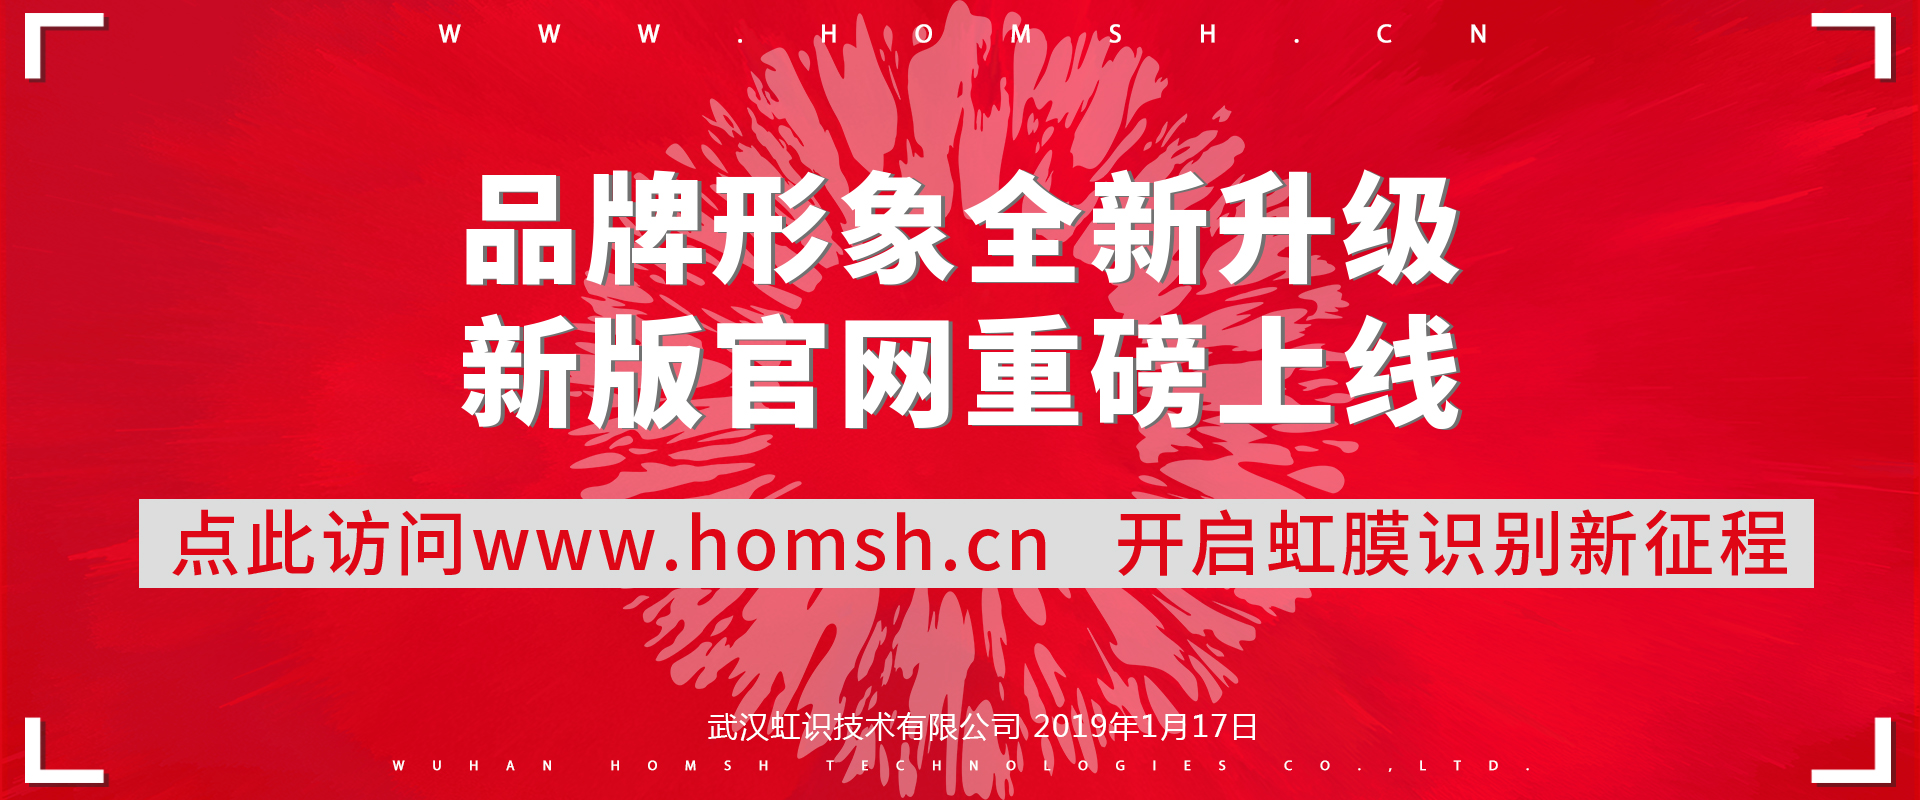 WWW.HOMSH.CN
品牌形象全新升级
新版官网重磅上线
点此访问www.homsh.cn 开启虹膜识别新征程
武汉虹识技术有限公司 2019年1月17日
WUHAN HOMSH TECHNOLOGIES CO.,LTD.